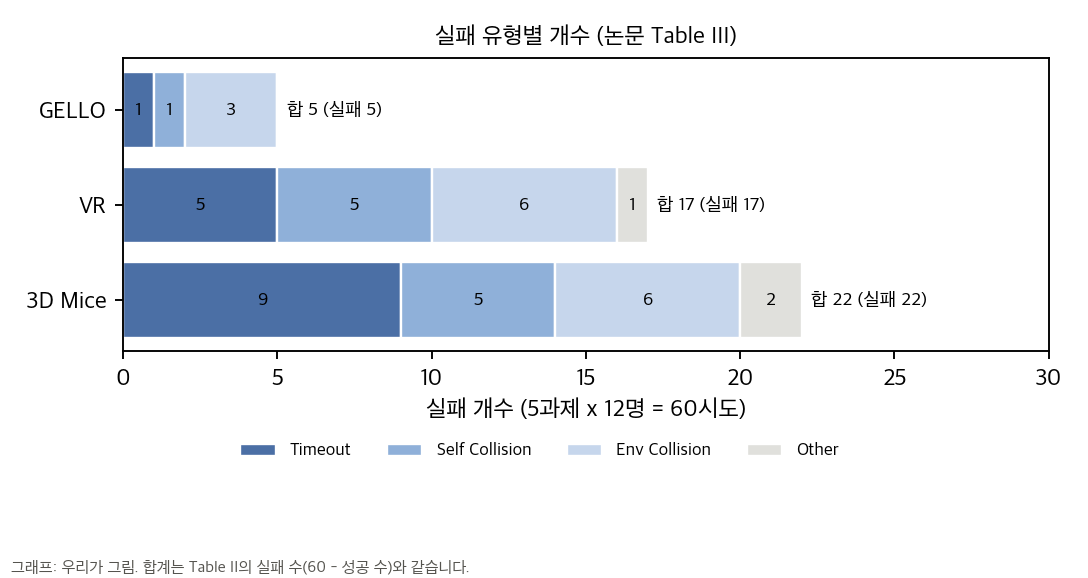 실패 유형별 개수 (논문 Table III)
GELLO
1 1 3 합 5 (실패 5)
VR
5 5 6 1 합 17 (실패 17)
3D Mice
9 5 6 2 합 22 (실패 22)
0 5 10 15 20 25 30
실패 개수 (5과제 x 12명 = 60시도)
Timeout Self Collision Env Collision Other
그래프: 우리가 그림. 합계는 Table II의 실패 수(60 - 성공 수)와 같습니다.